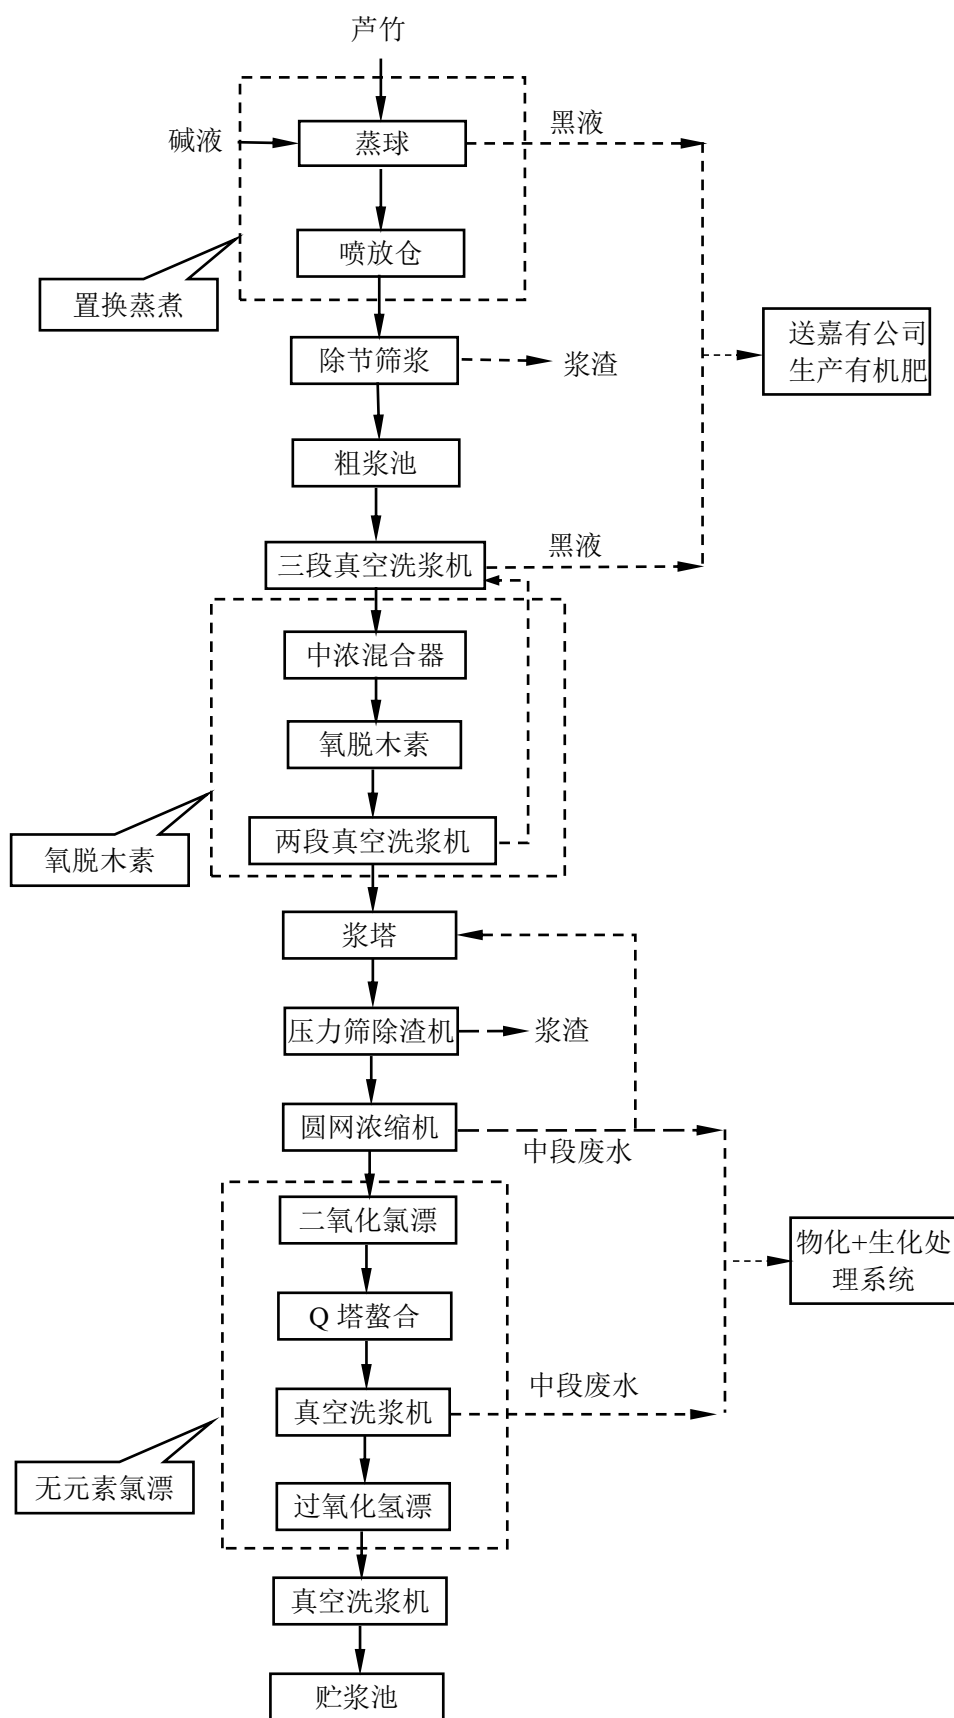 芦竹
碱液
蒸球
黑液
喷放仓
置换蒸煮
除节筛浆
浆渣
送嘉有公司
生产有机肥
粗浆池
三段真空洗浆机
黑液
中浓混合器
氧脱木素
两段真空洗浆机
氧脱木素
浆塔
压力筛除渣机
浆渣
圆网浓缩机
中段废水
二氧化氯漂
物化+生化处
理系统
Q 塔螯合
真空洗浆机
中段废水
无元素氯漂
过氧化氢漂
真空洗浆机
贮浆池